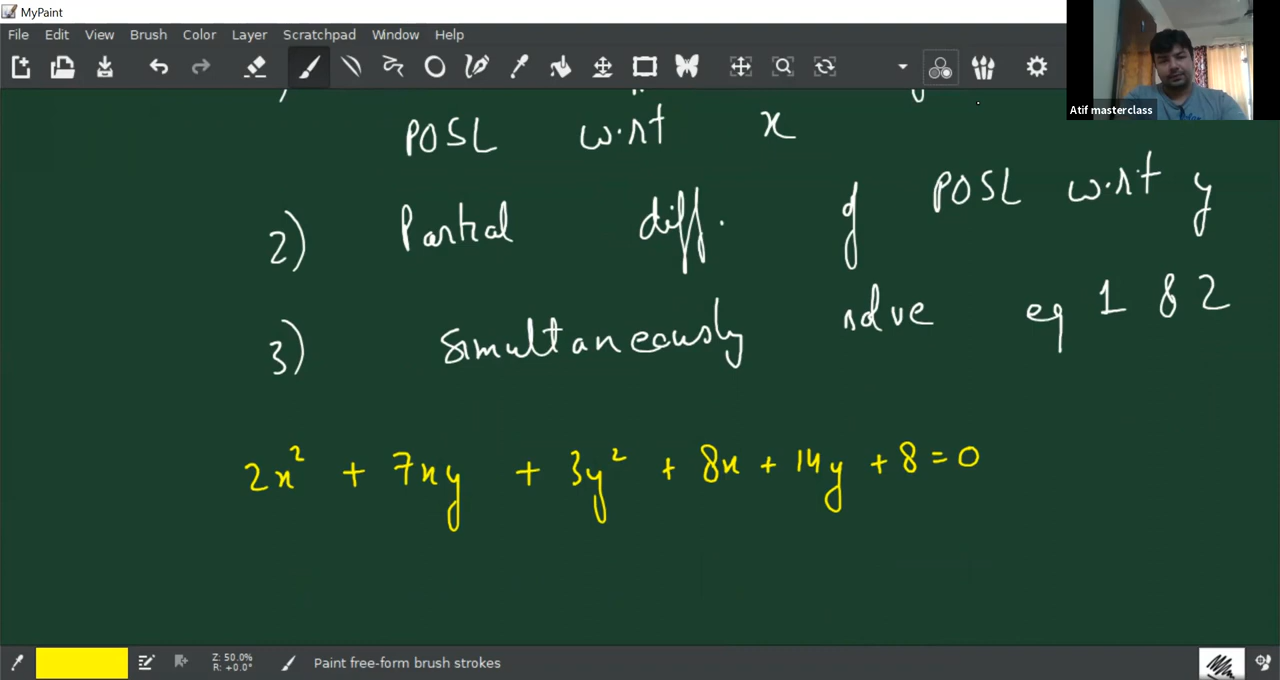 MyPaint
File Edit View Brush Color Layer Scratchpad Window Help
Atif masterclass
POSL w.r.t x
2) Partial diff. of POSL w.r.t y
3) Simultaneously solve eq 1 & 2
2x² + 7xy + 3y² + 8x + 14y + 8 = 0
Z: 50.0%
R: +0.0°
Paint free-form brush strokes